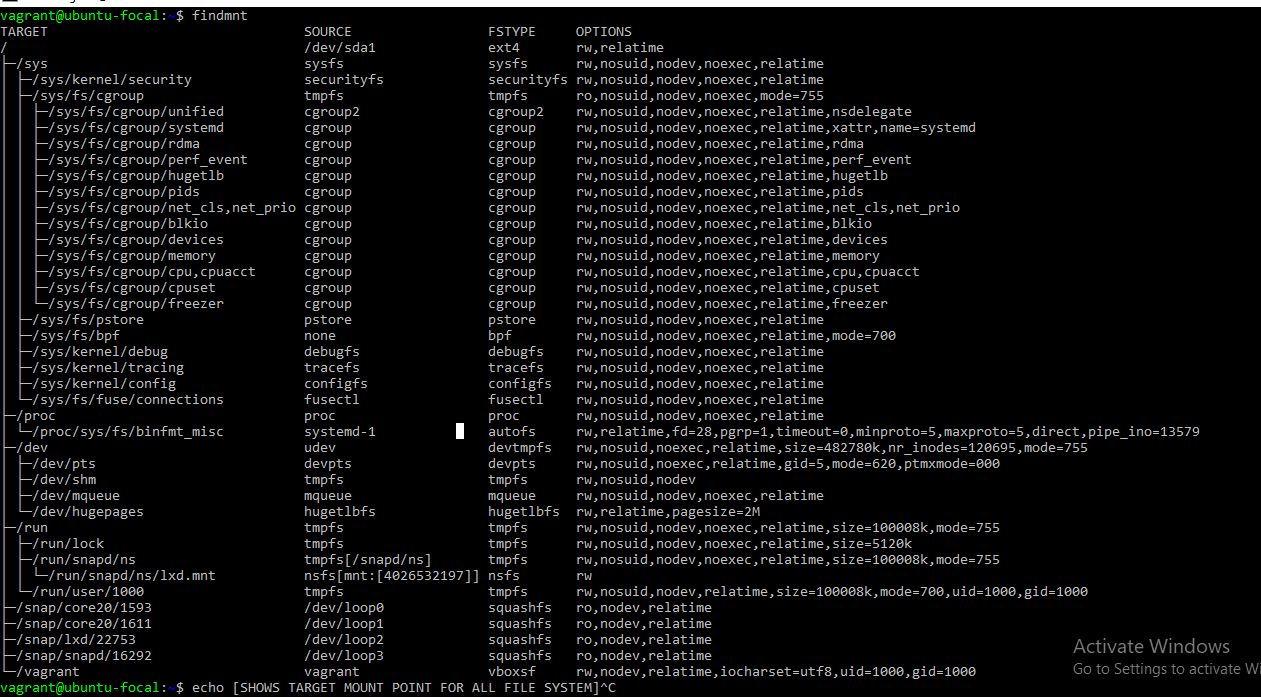 vagrant@ubuntu-focal:~$ findmnt
TARGET                                SOURCE                 FSTYPE     OPTIONS
/                                     /dev/sda1              ext4       rw,relatime
├─/sys                                sysfs                  sysfs      rw,nosuid,nodev,noexec,relatime
│ ├─/sys/kernel/security              securityfs             securityfs rw,nosuid,nodev,noexec,relatime
│ ├─/sys/fs/cgroup                    tmpfs                  tmpfs      ro,nosuid,nodev,noexec,mode=755
│ │ ├─/sys/fs/cgroup/unified          cgroup2                cgroup2    rw,nosuid,nodev,noexec,relatime,nsdelegate
│ │ ├─/sys/fs/cgroup/systemd          cgroup                 cgroup     rw,nosuid,nodev,noexec,relatime,xattr,name=systemd
│ │ ├─/sys/fs/cgroup/rdma             cgroup                 cgroup     rw,nosuid,nodev,noexec,relatime,rdma
│ │ ├─/sys/fs/cgroup/perf_event       cgroup                 cgroup     rw,nosuid,nodev,noexec,relatime,perf_event
│ │ ├─/sys/fs/cgroup/hugetlb          cgroup                 cgroup     rw,nosuid,nodev,noexec,relatime,hugetlb
│ │ ├─/sys/fs/cgroup/pids             cgroup                 cgroup     rw,nosuid,nodev,noexec,relatime,pids
│ │ ├─/sys/fs/cgroup/net_cls,net_prio cgroup                 cgroup     rw,nosuid,nodev,noexec,relatime,net_cls,net_prio
│ │ ├─/sys/fs/cgroup/blkio            cgroup                 cgroup     rw,nosuid,nodev,noexec,relatime,blkio
│ │ ├─/sys/fs/cgroup/devices          cgroup                 cgroup     rw,nosuid,nodev,noexec,relatime,devices
│ │ ├─/sys/fs/cgroup/memory           cgroup                 cgroup     rw,nosuid,nodev,noexec,relatime,memory
│ │ ├─/sys/fs/cgroup/cpu,cpuacct      cgroup                 cgroup     rw,nosuid,nodev,noexec,relatime,cpu,cpuacct
│ │ ├─/sys/fs/cgroup/cpuset           cgroup                 cgroup     rw,nosuid,nodev,noexec,relatime,cpuset
│ │ └─/sys/fs/cgroup/freezer          cgroup                 cgroup     rw,nosuid,nodev,noexec,relatime,freezer
│ ├─/sys/fs/pstore                    pstore                 pstore     rw,nosuid,nodev,noexec,relatime
│ ├─/sys/fs/bpf                       none                   bpf        rw,nosuid,nodev,noexec,relatime,mode=700
│ ├─/sys/kernel/debug                 debugfs                debugfs    rw,nosuid,nodev,noexec,relatime
│ ├─/sys/kernel/tracing               tracefs                tracefs    rw,nosuid,nodev,noexec,relatime
│ ├─/sys/kernel/config                configfs               configfs   rw,nosuid,nodev,noexec,relatime
│ └─/sys/fs/fuse/connections          fusectl                fusectl    rw,nosuid,nodev,noexec,relatime
├─/proc                               proc                   proc       rw,nosuid,nodev,noexec,relatime
│ └─/proc/sys/fs/binfmt_misc          systemd-1              autofs     rw,relatime,fd=28,pgrp=1,timeout=0,minproto=5,maxproto=5,direct,pipe_ino=13579
├─/dev                                udev                   devtmpfs   rw,nosuid,noexec,relatime,size=482780k,nr_inodes=120695,mode=755
│ ├─/dev/pts                          devpts                 devpts     rw,nosuid,noexec,relatime,gid=5,mode=620,ptmxmode=000
│ ├─/dev/shm                          tmpfs                  tmpfs      rw,nosuid,nodev
│ ├─/dev/mqueue                       mqueue                 mqueue     rw,nosuid,nodev,noexec,relatime
│ └─/dev/hugepages                    hugetlbfs              hugetlbfs  rw,relatime,pagesize=2M
├─/run                                tmpfs                  tmpfs      rw,nosuid,nodev,noexec,relatime,size=100008k,mode=755
│ ├─/run/lock                         tmpfs                  tmpfs      rw,nosuid,nodev,noexec,relatime,size=5120k
│ ├─/run/snapd/ns                     tmpfs[/snapd/ns]       tmpfs      rw,nosuid,nodev,noexec,relatime,size=100008k,mode=755
│ │ └─/run/snapd/ns/lxd.mnt           nsfs[mnt:[4026532197]] nsfs       rw
│ └─/run/user/1000                    tmpfs                  tmpfs      rw,nosuid,nodev,relatime,size=100008k,mode=700,uid=1000,gid=1000
├─/snap/core20/1593                   /dev/loop0             squashfs   ro,nodev,relatime
├─/snap/core20/1611                   /dev/loop1             squashfs   ro,nodev,relatime
├─/snap/lxd/22753                     /dev/loop2             squashfs   ro,nodev,relatime
├─/snap/snapd/16292                   /dev/loop3             squashfs   ro,nodev,relatime
└─/vagrant                            vagrant                vboxsf     rw,nodev,relatime,iocharset=utf8,uid=1000,gid=1000
vagrant@ubuntu-focal:~$ echo [SHOWS TARGET MOUNT POINT FOR ALL FILE SYSTEM]^C
Activate Windows
Go to Settings to activate Wi